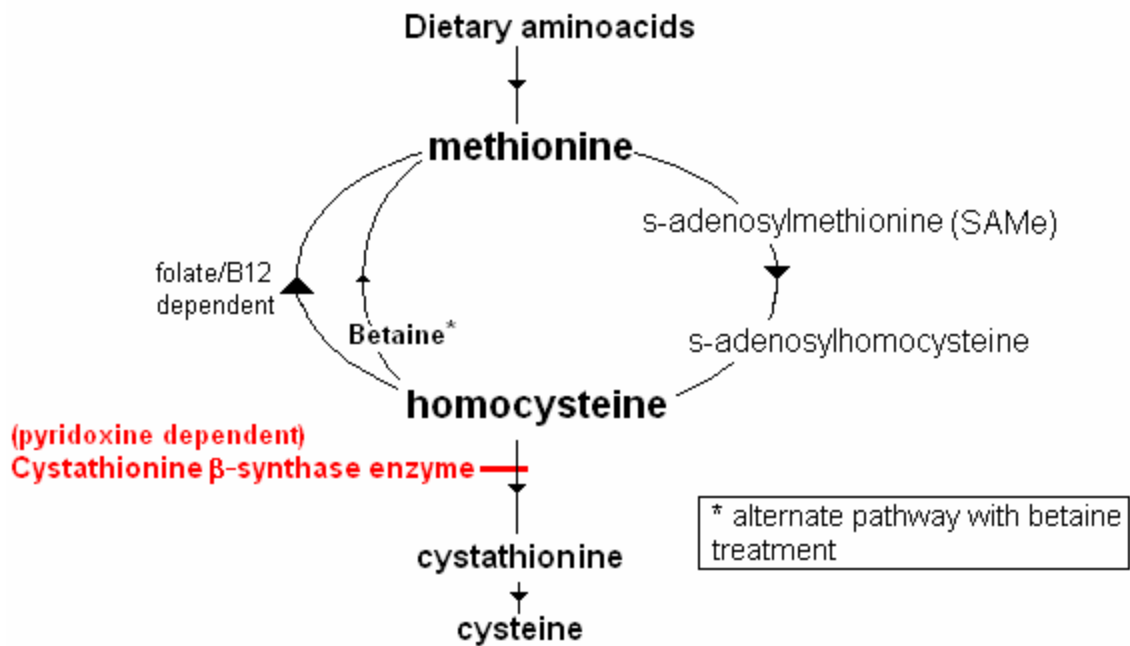 Dietary aminoacids
methionine
s-adenosylmethionine (SAMe)
folate/B12
dependent
Betaine*
s-adenosylhomocysteine
homocysteine
(pyridoxine dependent)
Cystathionine β-synthase enzyme
* alternate pathway with betaine
treatment
cystathionine
cysteine